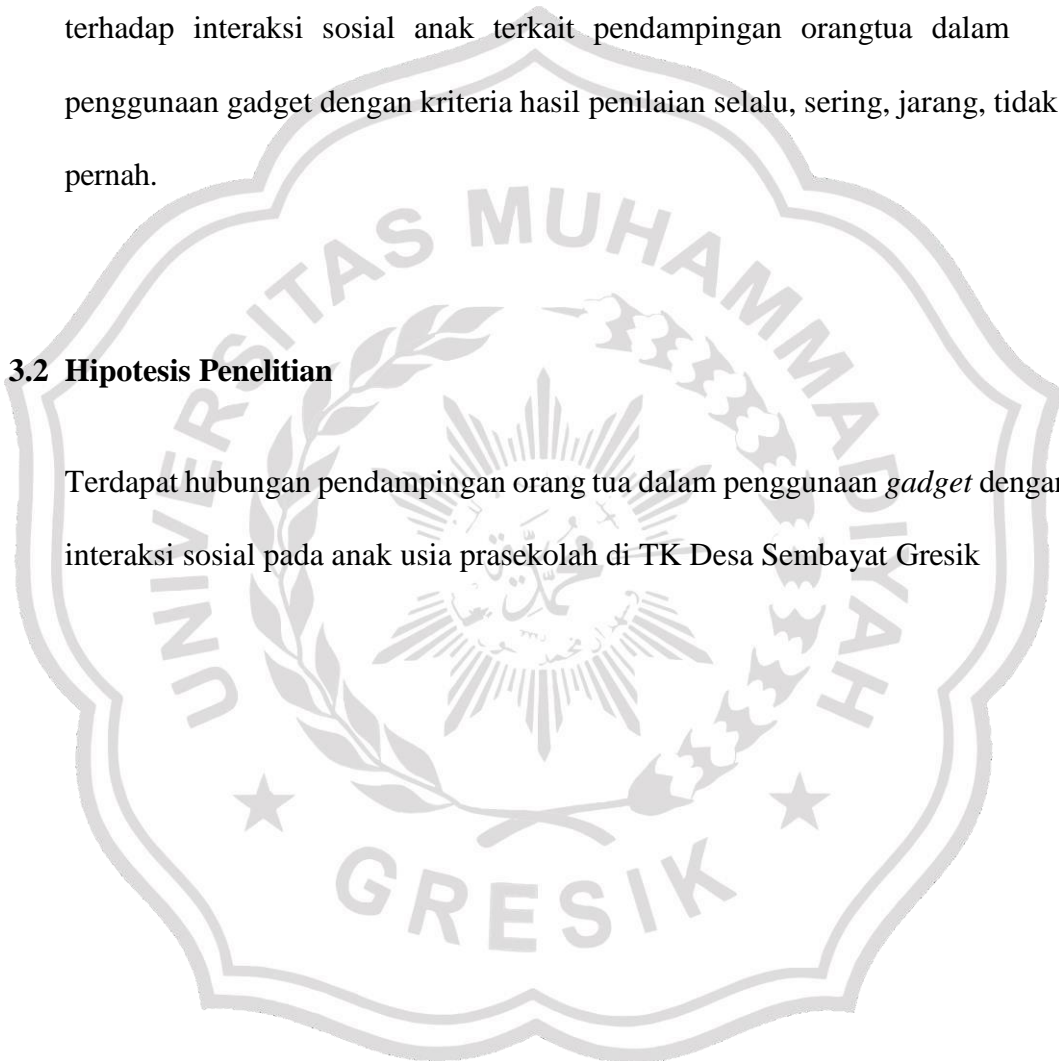 terhadap interaksi sosial anak terkait pendampingan orangtua dalam
penggunaan gadget dengan kriteria hasil penilaian selalu, sering, jarang, tidak
pernah.
3.2 Hipotesis Penelitian
Terdapat hubungan pendampingan orang tua dalam penggunaan gadget dengan
interaksi sosial pada anak usia prasekolah di TK Desa Sembayat Gresik
UNIVERSITAS MUHAMMADIYAH
GRESIK